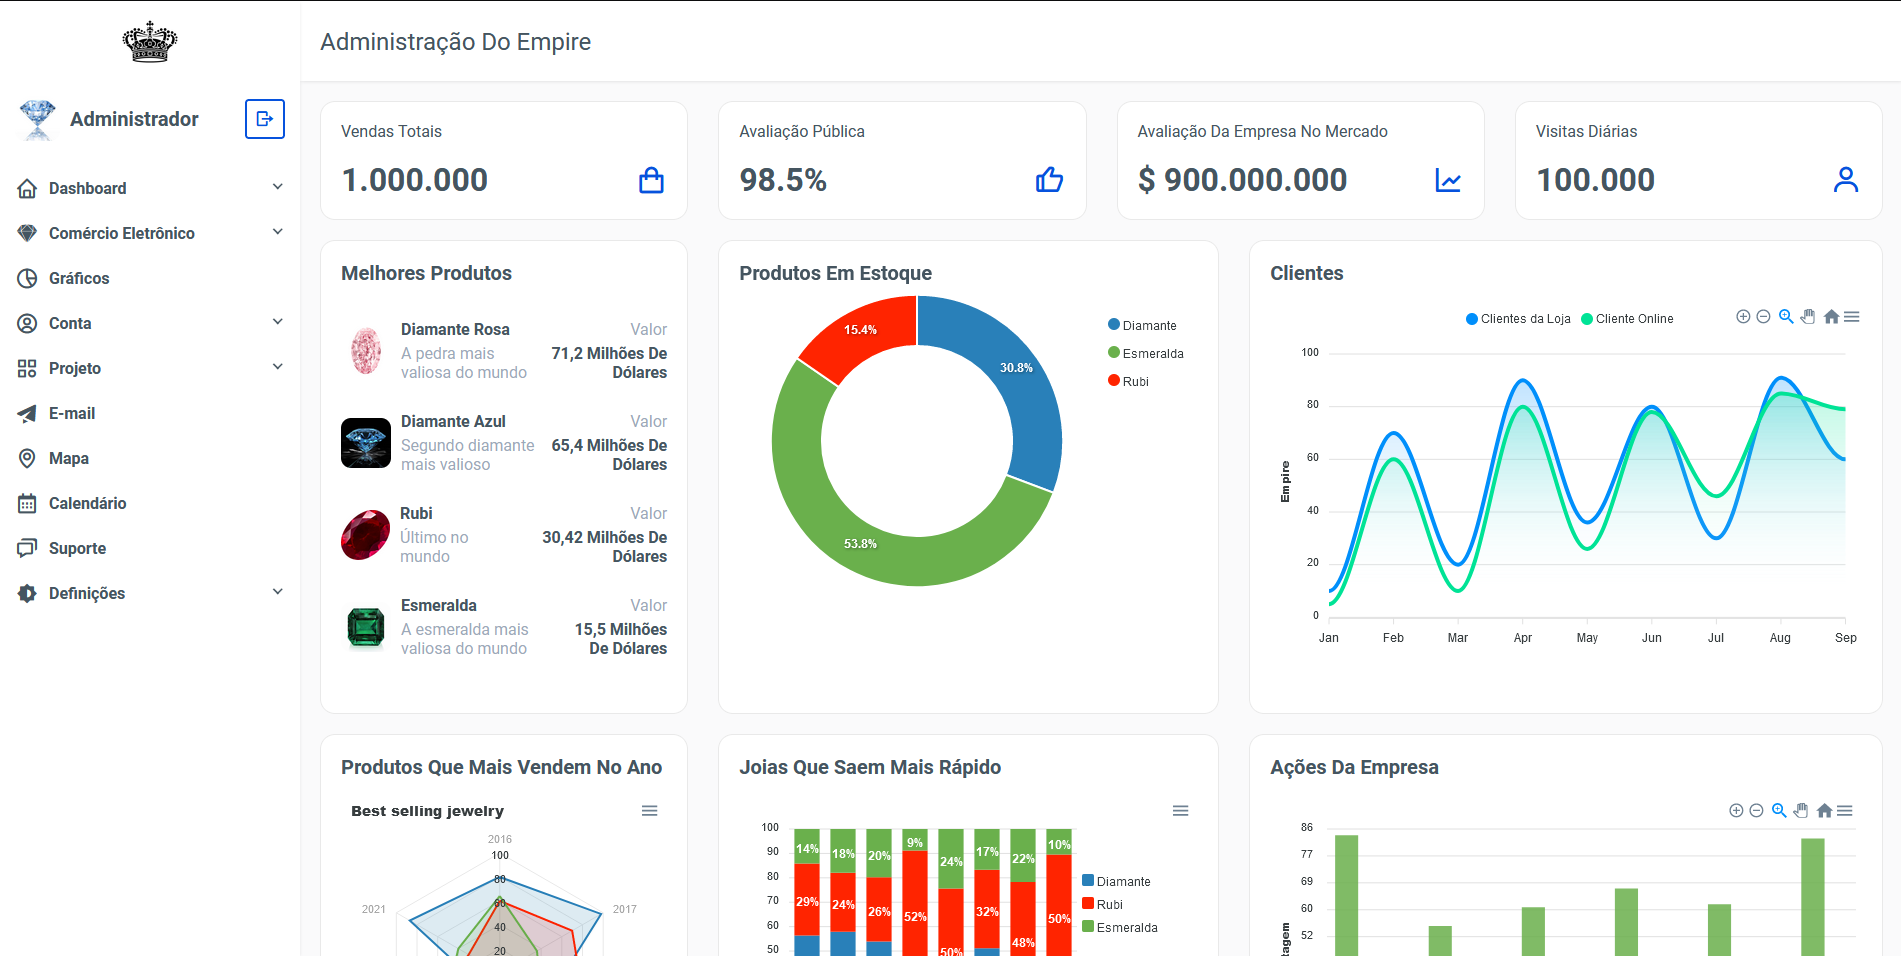 Administração Do Empire
Administrador
Dashboard
Comércio Eletrônico
Gráficos
Conta
Projeto
E-mail
Mapa
Calendário
Suporte
Definições
Vendas Totais
1.000.000
Avaliação Pública
98.5%
Avaliação Da Empresa No Mercado
$ 900.000.000
Visitas Diárias
100.000
Melhores Produtos
Diamante Rosa
Valor
A pedra mais
valiosa do mundo
71,2 Milhões De
Dólares
Diamante Azul
Valor
Segundo diamante
mais valioso
65,4 Milhões De
Dólares
Rubi
Valor
Último no
mundo
30,42 Milhões De
Dólares
Esmeralda
Valor
A esmeralda mais
valiosa do mundo
15,5 Milhões
De Dólares
Produtos Em Estoque
15.4%
30.8%
53.8%
Diamante
Esmeralda
Rubi
Clientes
Clientes da Loja
Cliente Online
100
80
60
40
20
0
Empire
Jan
Feb
Mar
Apr
May
Jun
Jul
Aug
Sep
Produtos Que Mais Vendem No Ano
Best selling jewelry
2016
100
80
60
40
20
2021
2017
Joias Que Saem Mais Rápido
100
90
80
70
60
50
14%
18%
20%
9%
24%
17%
22%
10%
29%
24%
26%
52%
50%
32%
48%
50%
Diamante
Rubi
Esmeralda
Ações Da Empresa
86
77
69
60
52